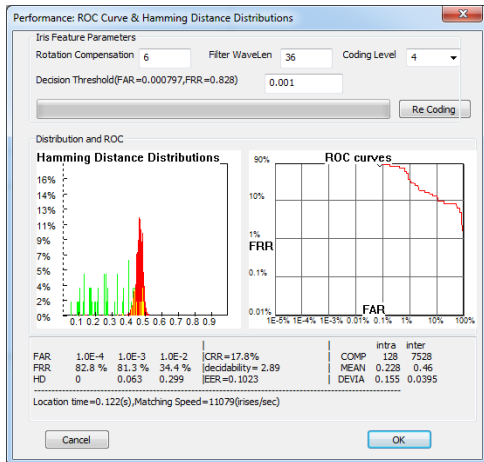 Performance: ROC Curve & Hamming Distance Distributions
x
Iris Feature Parameters
Rotation Compensation 6 Filter WaveLen 36 Coding Level 4
Decision Threshold(FAR=0.000797,FRR=0.828) 0.001
Re Coding
Distribution and ROC
Hamming Distance Distributions
16%
14%
13%
11%
9%
7%
5%
4%
2%
0%
0.1 0.2 0.3 0.4 0.5 0.6 0.7 0.8 0.9
ROC curves
90%
10%
1%
FRR
0.1%
0.01%
FAR
1E-5% 1E-4% 1E-3% 0.01% 0.1% 1% 10% 100%
| | intra inter
FAR 1.0E-4 1.0E-3 1.0E-2 |CRR=17.8% | COMP 128 7528
FRR 82.8 % 81.3 % 34.4 % |decidability= 2.89 | MEAN 0.228 0.46
HD 0 0.063 0.299 |EER=0.1023 | DEVIA 0.155 0.0395
Location time=0.122(s),Matching Speed=11079(irises/sec)
Cancel OK